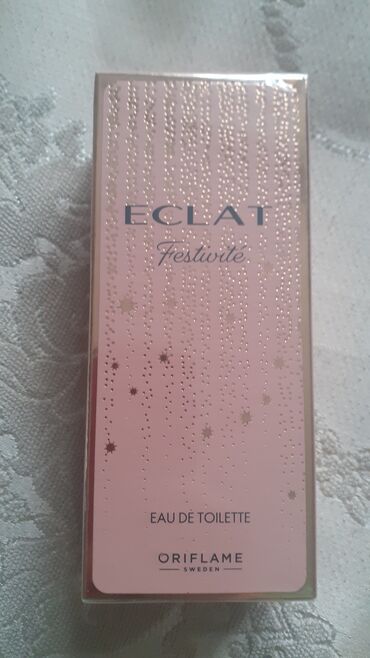 ECLAT
Festivité
EAU DE TOILETTE
ORIFLAME
SWEDEN